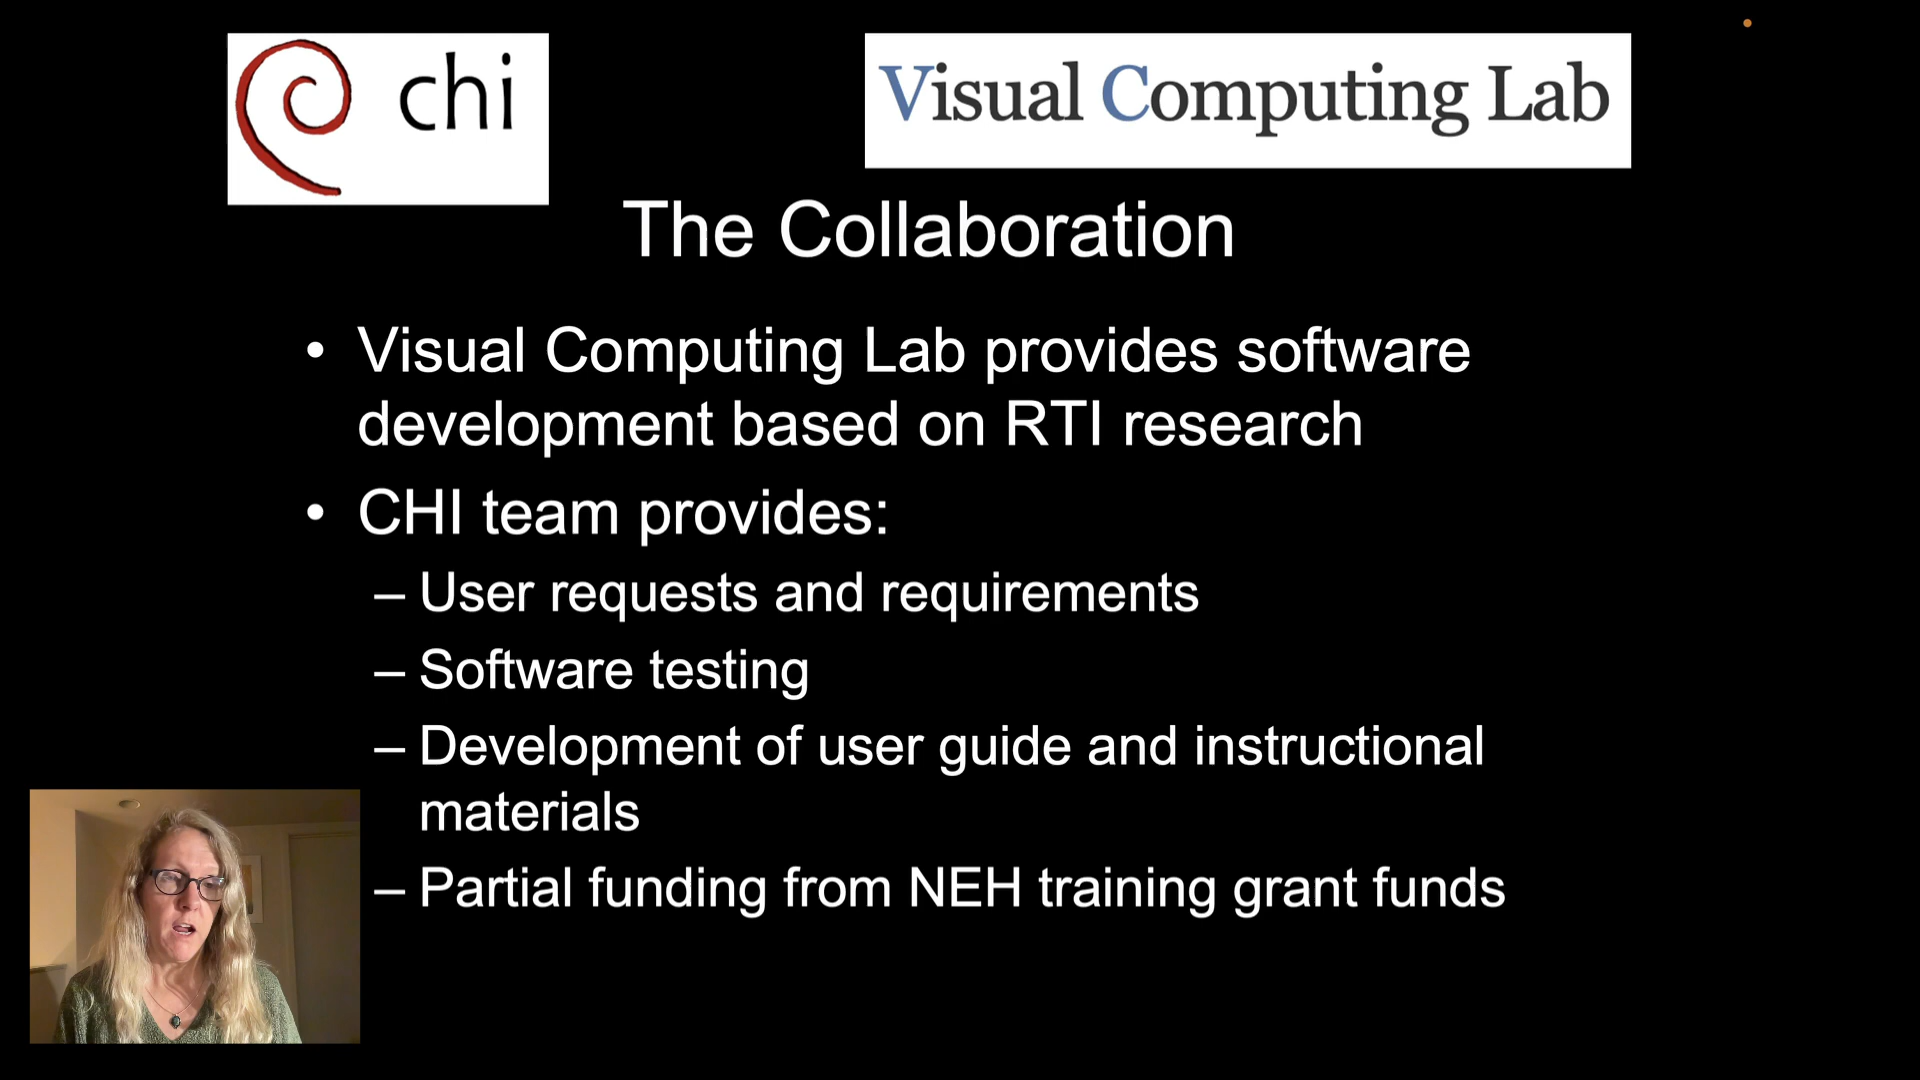 chi
Visual Computing Lab
The Collaboration
• Visual Computing Lab provides software
development based on RTI research
• CHI team provides:
– User requests and requirements
– Software testing
– Development of user guide and instructional
materials
– Partial funding from NEH training grant funds